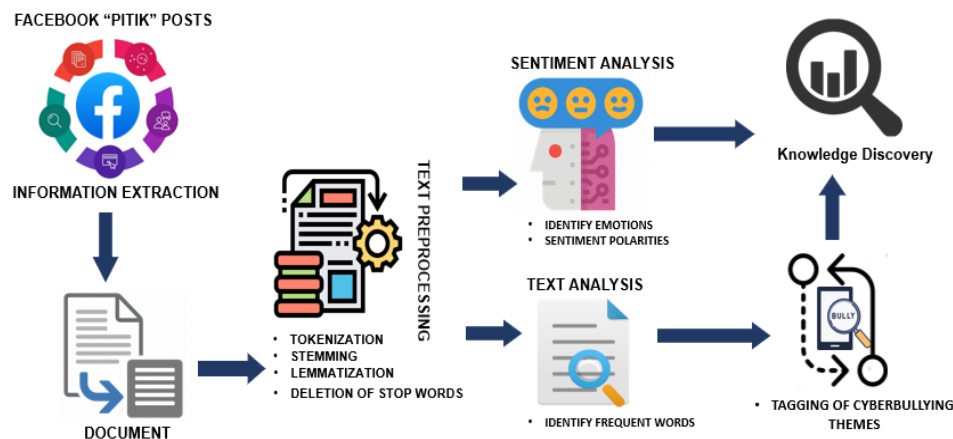 FACEBOOK “PITIK” POSTS
INFORMATION EXTRACTION
DOCUMENT
TEXT PREPROCESSING
• TOKENIZATION
• STEMMING
• LEMMATIZATION
• DELETION OF STOP WORDS
SENTIMENT ANALYSIS
• IDENTIFY EMOTIONS
• SENTIMENT POLARITIES
TEXT ANALYSIS
• IDENTIFY FREQUENT WORDS
BULLY
• TAGGING OF CYBERBULLYING
THEMES
Knowledge Discovery